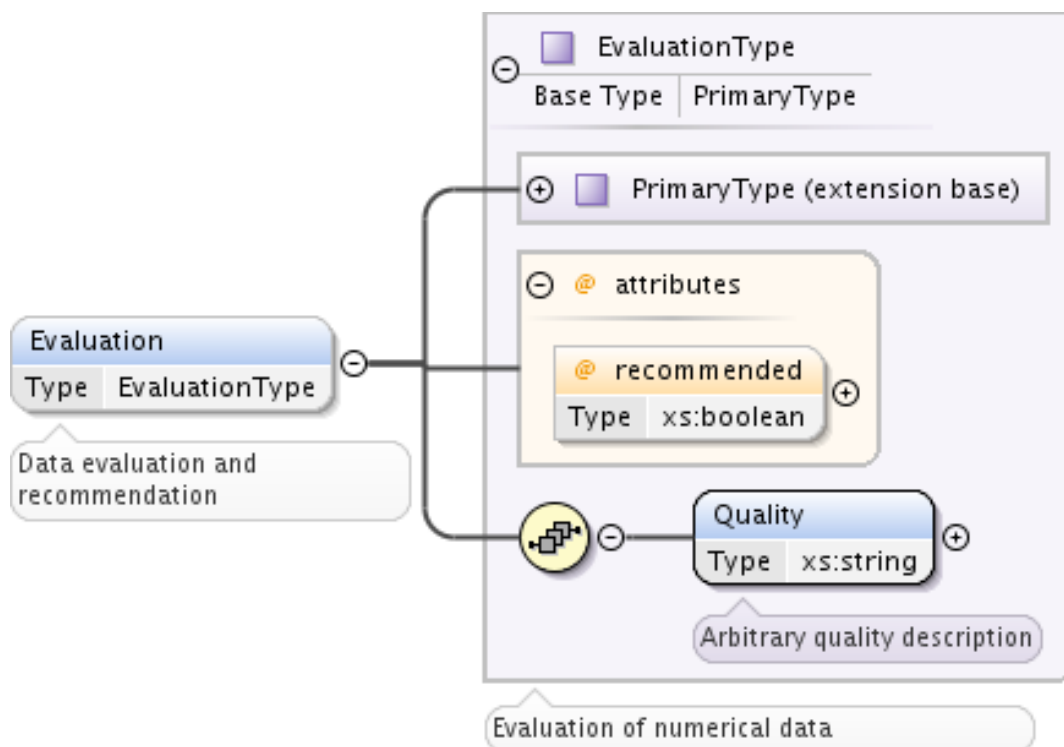 EvaluationType
Base Type PrimaryType
PrimaryType (extension base)
@ attributes
Evaluation
Type EvaluationType
Data evaluation and
recommendation
@ recommended
Type xs:boolean
Quality
Type xs:string
Arbitrary quality description
Evaluation of numerical data